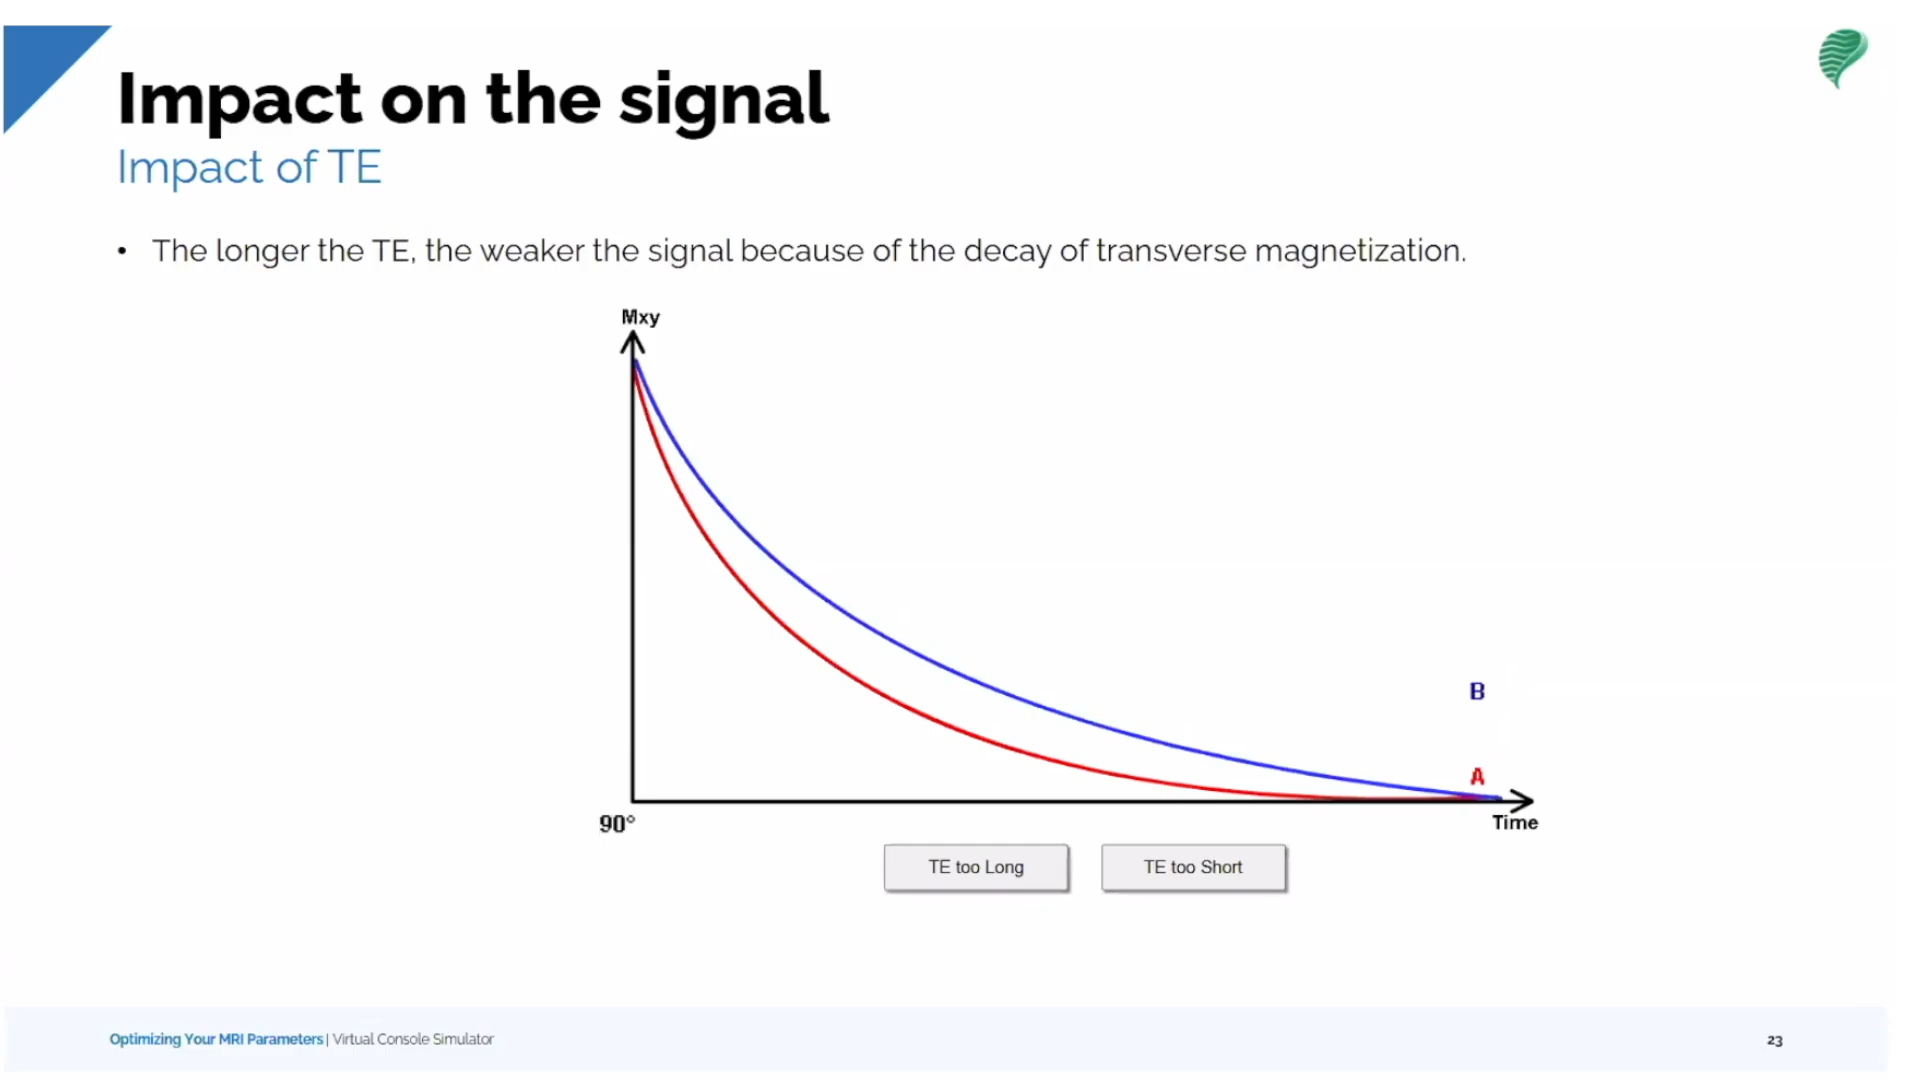 Impact on the signal
Impact of TE
• The longer the TE, the weaker the signal because of the decay of transverse magnetization.
Mxy
B
A
90°
Time
TE too Long
TE too Short
Optimizing Your MRI Parameters | Virtual Console Simulator
23